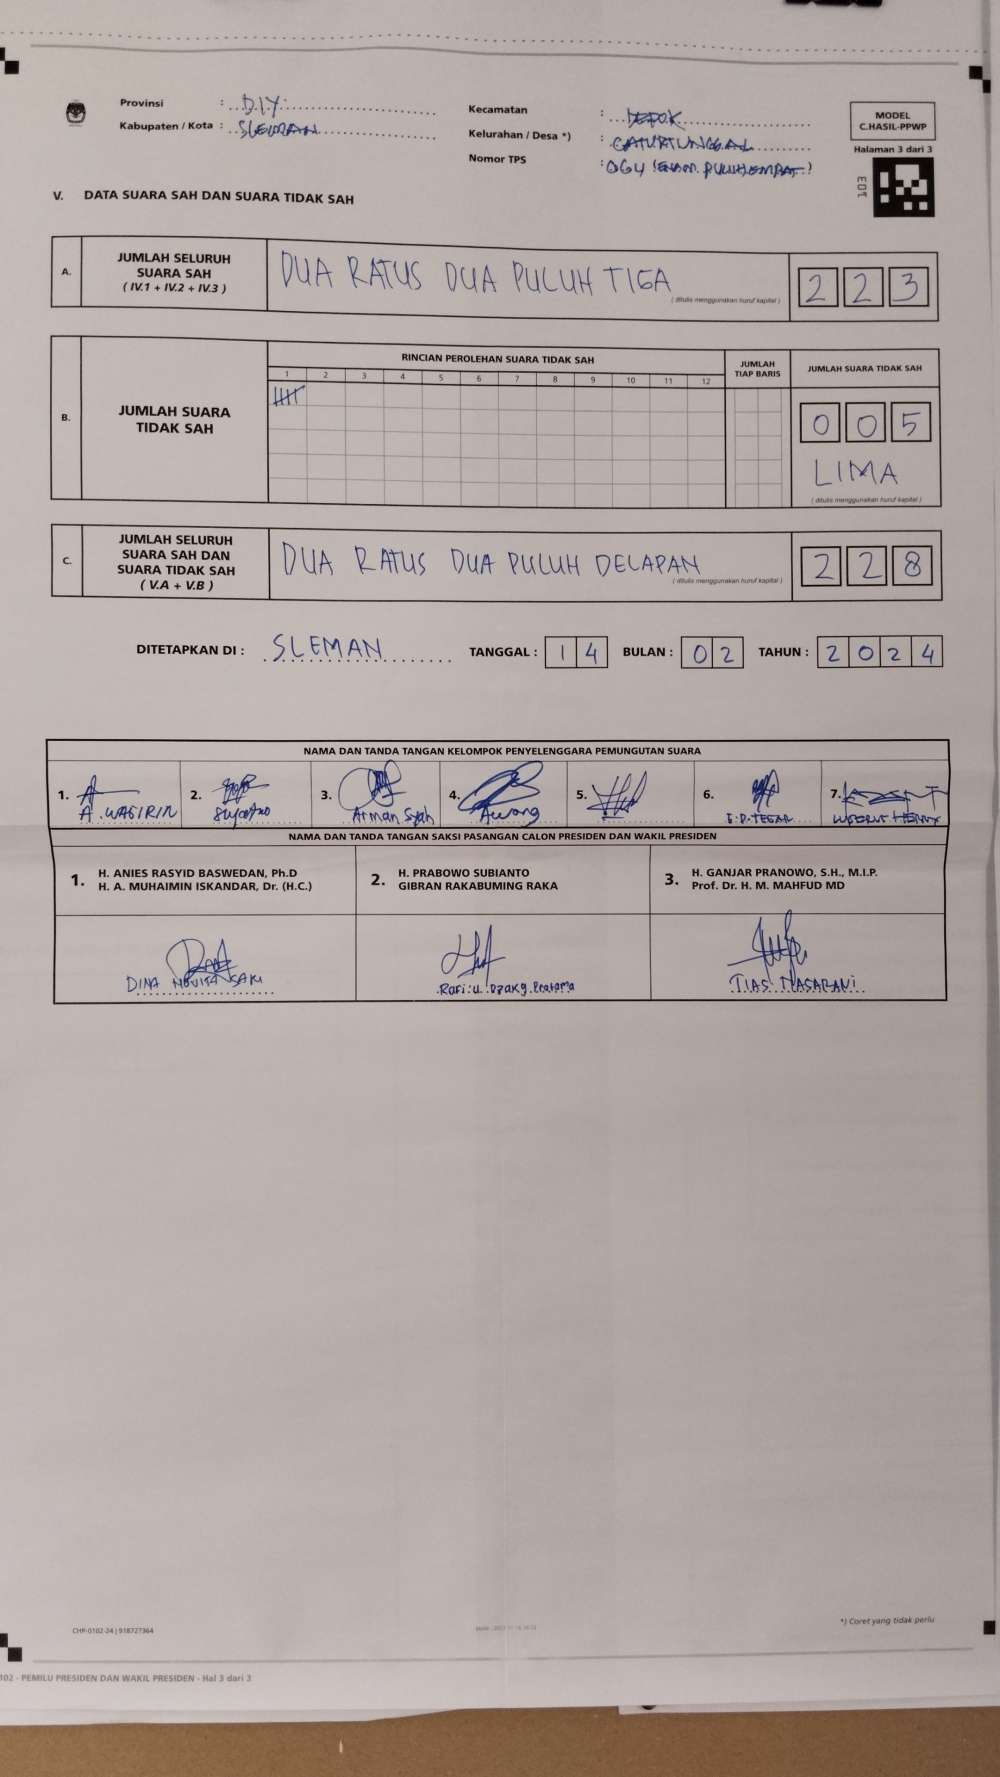 Provinsi : D.I.Y.
Kabupaten / Kota : SLEMAN
Kecamatan : DEPOK
Kelurahan / Desa *) : CATURTUNGGAL
Nomor TPS : 064 (ENAM PULUH EMPAT)
MODEL
C.HASIL-PPWP
Halaman 3 dari 3
E01
V. DATA SUARA SAH DAN SUARA TIDAK SAH
A. JUMLAH SELURUH
SUARA SAH
( IV.1 + IV.2 + IV.3 )
DUA RATUS DUA PULUH TIGA
( ditulis menggunakan huruf kapital )
2 2 3
B. JUMLAH SUARA
TIDAK SAH
RINCIAN PEROLEHAN SUARA TIDAK SAH
1 2 3 4 5 6 7 8 9 10 11 12
JUMLAH
TIAP BARIS
JUMLAH SUARA TIDAK SAH
0 0 5
LIMA
( ditulis menggunakan huruf kapital )
C. JUMLAH SELURUH
SUARA SAH DAN
SUARA TIDAK SAH
( V.A + V.B )
DUA RATUS DUA PULUH DELAPAN
( ditulis menggunakan huruf kapital )
2 2 8
DITETAPKAN DI : SLEMAN TANGGAL : 1 4 BULAN : 0 2 TAHUN : 2 0 2 4
NAMA DAN TANDA TANGAN KELOMPOK PENYELENGGARA PEMUNGUTAN SUARA
1. 2. 3. 4. 5. 6. 7.
A. WAGIRIN Arman Syah Awang E.P. TEGAR
NAMA DAN TANDA TANGAN SAKSI PASANGAN CALON PRESIDEN DAN WAKIL PRESIDEN
1. H. ANIES RASYID BASWEDAN, Ph.D
H. A. MUHAIMIN ISKANDAR, Dr. (H.C.)
2. H. PRABOWO SUBIANTO
GIBRAN RAKABUMING RAKA
3. H. GANJAR PRANOWO, S.H., M.I.P.
Prof. Dr. H. M. MAHFUD MD
DINA NOVITA SARI
Rafi u. Dzaky Pratama
TIAS NASARANI
*) Coret yang tidak perlu
CHP-0102-24 | 918727364
102 - PEMILU PRESIDEN DAN WAKIL PRESIDEN - Hal 3 dari 3